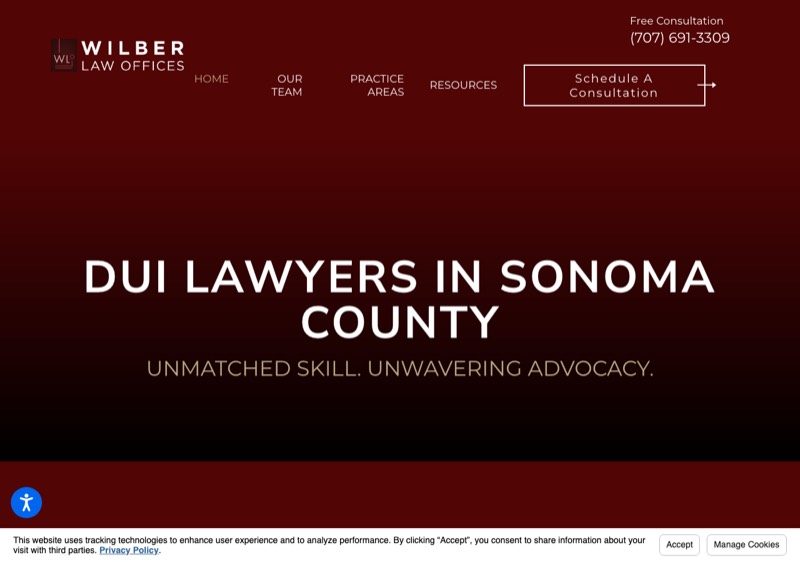 Free Consultation
(707) 691-3309
WL
WILBER
LAW OFFICES
HOME
OUR
TEAM
PRACTICE
AREAS
RESOURCES
Schedule A
Consultation
DUI LAWYERS IN SONOMA
COUNTY
UNMATCHED SKILL. UNWAVERING ADVOCACY.
This website uses tracking technologies to enhance user experience and to analyze performance. By clicking “Accept”, you consent to share information about your
visit with third parties. Privacy Policy.
Accept
Manage Cookies